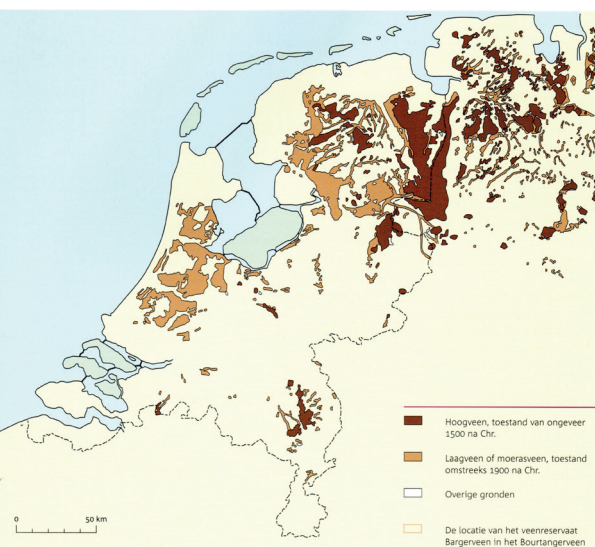 Hoogveen, toestand van ongeveer
1500 na Chr.
Laagveen of moerasveen, toestand
omstreeks 1900 na Chr.
Overige gronden
De locatie van het veenreservaat
Bargerveen in het Bourtangerveen
0 50 km